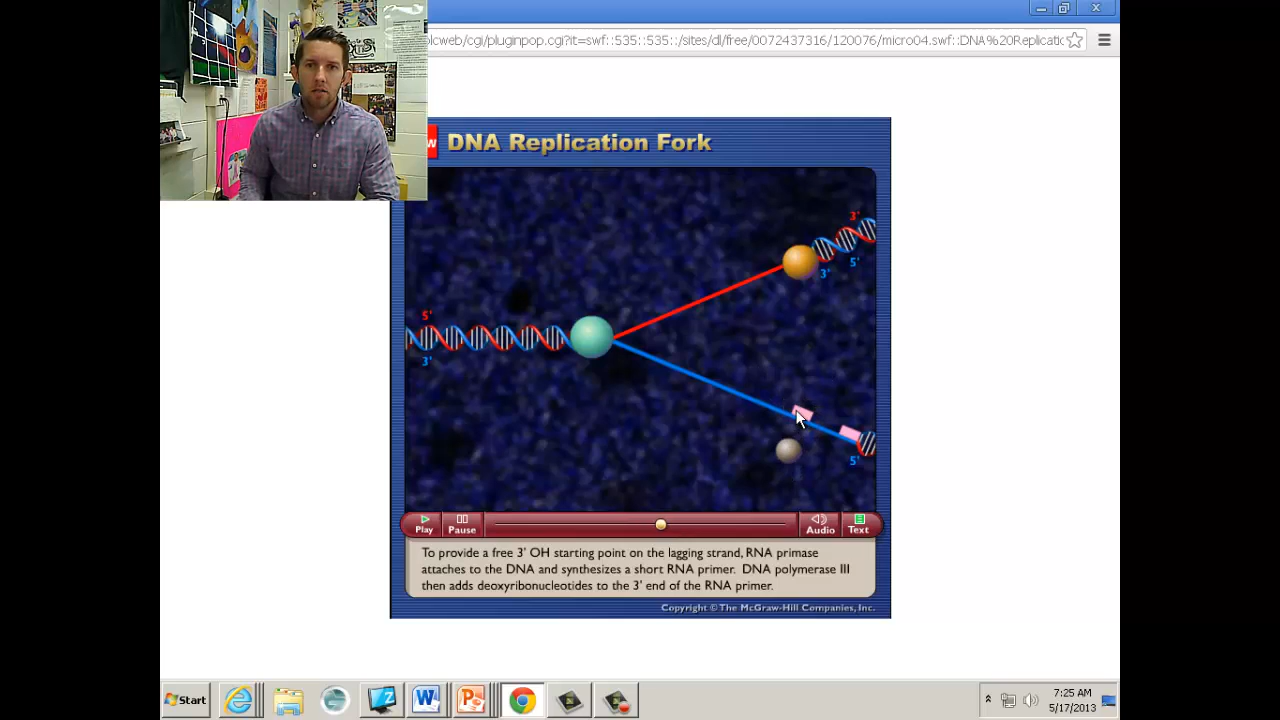 olcweb/cgi/pluginpop.cgi?it=swf::535::535::/sites/dl/free/0072437316/120076/micro04.swf::DNA%20Replicatio
DNA Replication Fork
3'
3'
5'
5'
3'
5'
Play
Pause
Audio
Text
To provide a free 3' OH starting point on the lagging strand, RNA primase
attaches to the DNA and synthesizes a short RNA primer. DNA polymerase III
then adds deoxyribonucleotides to the 3' end of the RNA primer.
Copyright © The McGraw-Hill Companies, Inc.
Start
7:25 AM
5/17/2013